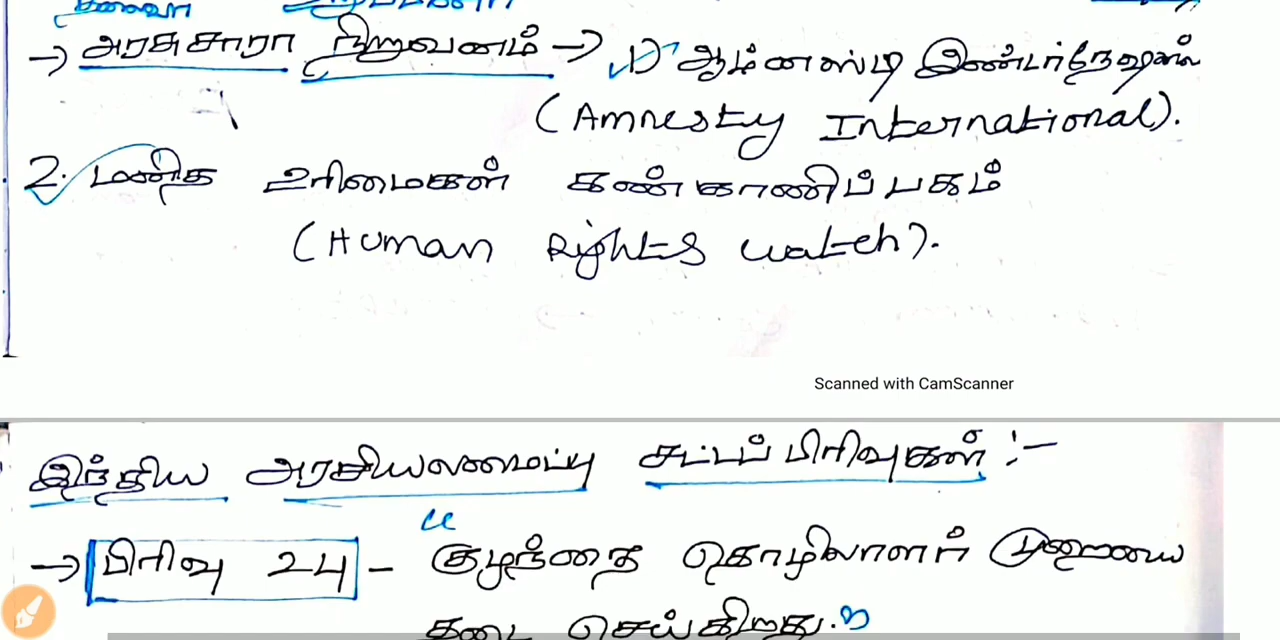 → அரசு சாரா நிறுவனம் → 1) ஆம்னஸ்டி இண்டர்நேஷனல்
(Amnesty International).
2. மனித உரிமைகள் கண்காணிப்பகம்
(Human Rights watch).
Scanned with CamScanner
இந்திய அரசியலமைப்பு சட்டப் பிரிவுகள் :-
→ பிரிவு 24 - "குழந்தை தொழிலாளர் முறையை
தடை செய்கிறது."